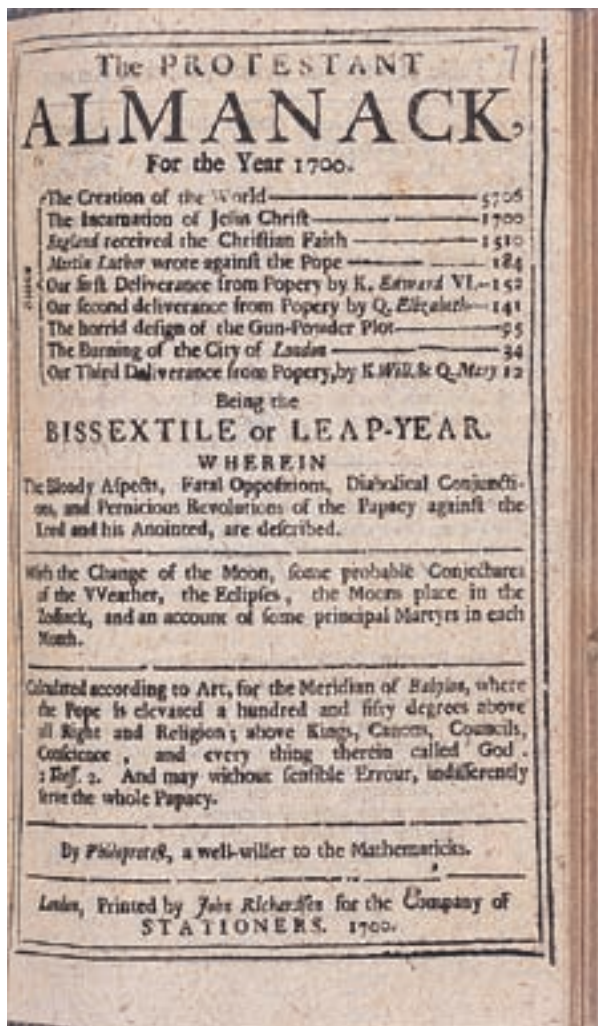 The PROTESTANT
7
ALMANACK,
For the Year 1700.
The Creation of the World 5706
The Incarnation of Jeſus Chriſt 1700
England received the Chriſtian Faith 1510
Martin Luther wrote againſt the Pope 184
Our firſt Deliverance from Popery by K. Edward VI. 152
Our ſecond deliverance from Popery by Q. Elizabeth 141
The horrid deſign of the Gun-Powder Plot 95
The Burning of the City of London 34
Our Third Deliverance from Popery, by K. Will. & Q. Mary 12
Being the
BISSEXTILE or LEAP-YEAR.
WHEREIN
The Bloody Aſpects, Fatal Oppoſitions, Diabolical Conjuncti-
ons, and Pernicious Revolutions of the Papacy againſt the
Lord and his Anointed, are deſcribed.
With the Change of the Moon, ſome probable Conjectures
of the VVeather, the Eclipſes, the Moons place in the
Zodiack, and an account of ſome principal Martyrs in each
Month.
Calculated according to Art, for the Meridian of Babylon, where
the Pope is elevated a hundred and fifty degrees above
all Right and Religion; above Kings, Canons, Councils,
Conſcience, and every thing therein called God.
2 Theſſ. 2. And may without ſenſible Errour, indifferently
ſerve the whole Papacy.
By Philoproteſt, a well-willer to the Mathematicks.
London, Printed by John Richardſon for the Company of
STATIONERS. 1700.